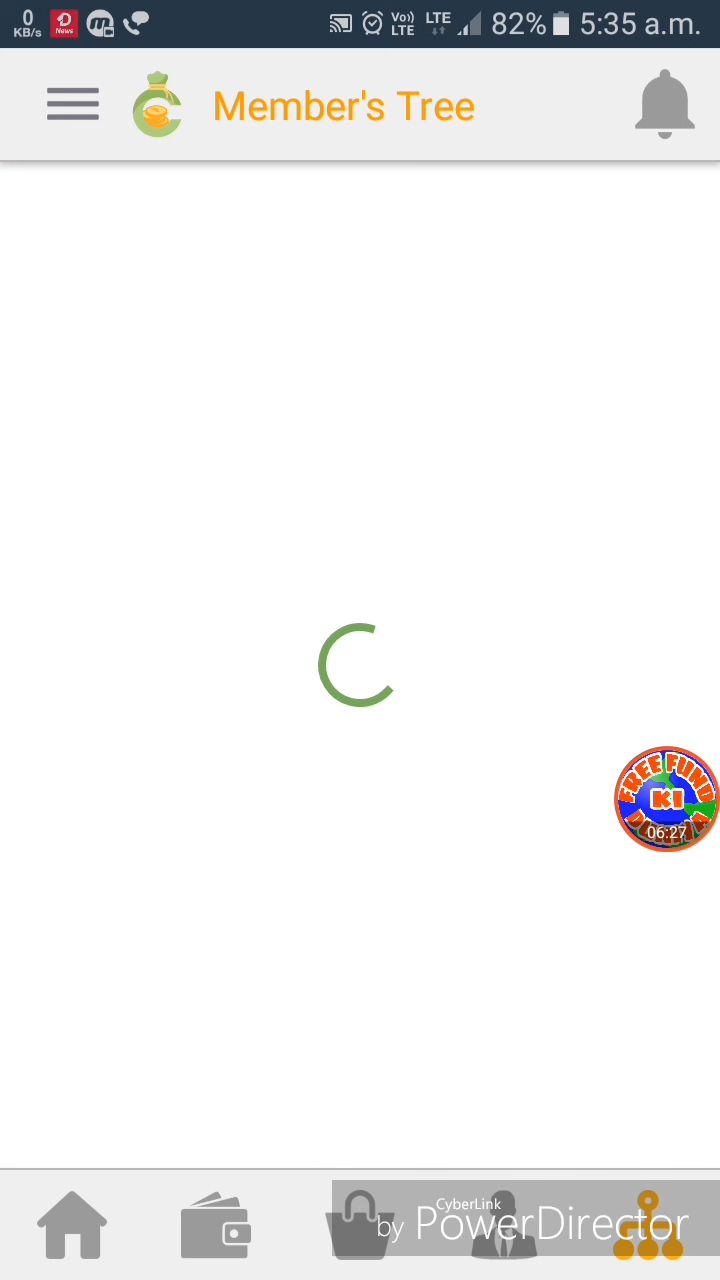 0
KB/s
News
Vo))
LTE
LTE
82%
5:35 a.m.
Member's Tree
FREE FUND
KI
06:27
CyberLink
by PowerDirector